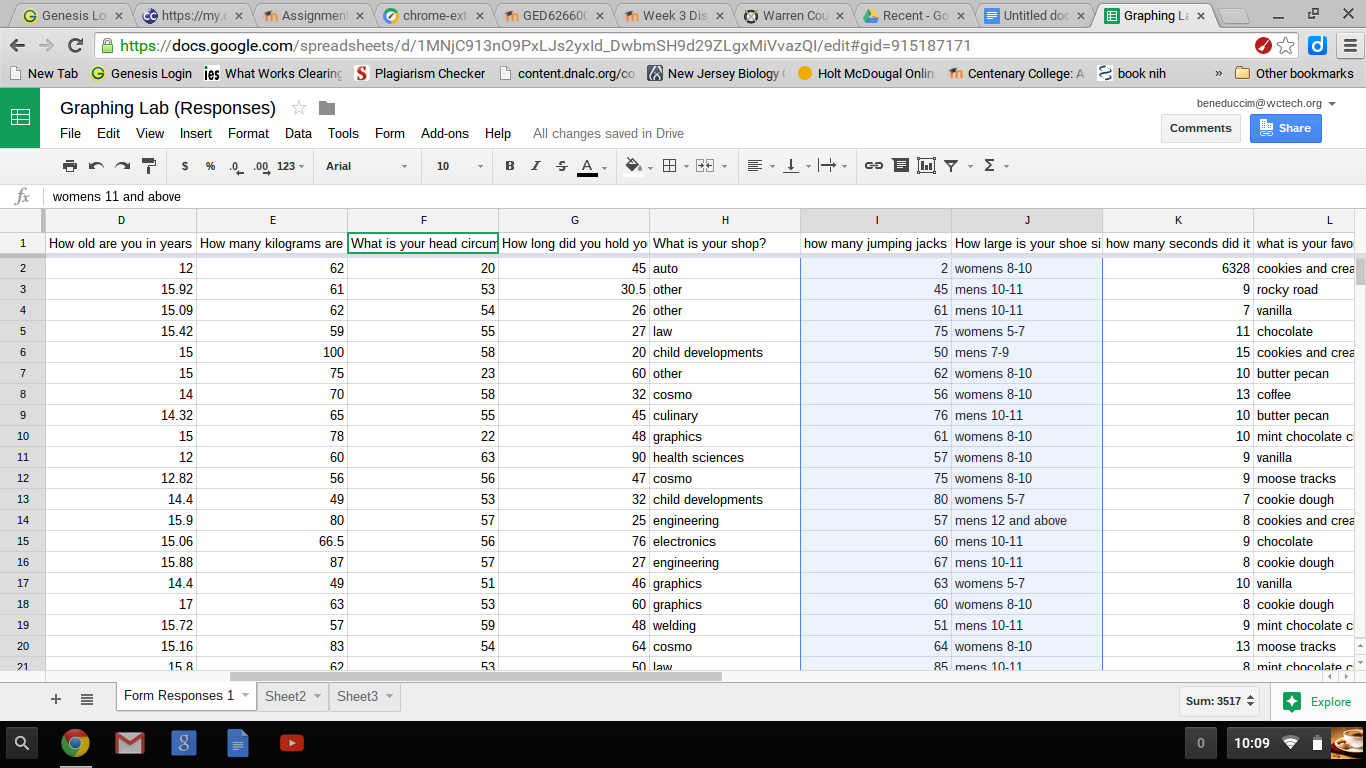 Genesis Lo
https://my.c
Assignment
chrome-ext
GED626600
Week 3 Dis
Warren Cou
Recent - Go
Untitled doc
Graphing La
https://docs.google.com/spreadsheets/d/1MNjC913nO9PxLJs2yxId_DwbmSH9d29ZLgxMiVvazQI/edit#gid=915187171
New Tab Genesis Login ies What Works Clearing S Plagiarism Checker content.dnalc.org/co New Jersey Biology Holt McDougal Onlin Centenary College: A book nih » Other bookmarks
Graphing Lab (Responses)
beneduccim@wctech.org
File Edit View Insert Format Data Tools Form Add-ons Help All changes saved in Drive
Comments Share
$ % .0 .00 123 Arial 10 B I S A Σ
fx womens 11 and above
D E F G H I J K L
1 How old are you in years How many kilograms are What is your head circum How long did you hold yo What is your shop? how many jumping jacks How large is your shoe si how many seconds did it what is your favo
2 12 62 20 45 auto 2 womens 8-10 6328 cookies and crea
3 15.92 61 53 30.5 other 45 mens 10-11 9 rocky road
4 15.09 62 54 26 other 61 mens 10-11 7 vanilla
5 15.42 59 55 27 law 75 womens 5-7 11 chocolate
6 15 100 58 20 child developments 50 mens 7-9 15 cookies and crea
7 15 75 23 60 other 62 womens 8-10 10 butter pecan
8 14 70 58 32 cosmo 56 womens 8-10 13 coffee
9 14.32 65 55 45 culinary 76 mens 10-11 10 butter pecan
10 15 78 22 48 graphics 61 womens 8-10 10 mint chocolate c
11 12 60 63 90 health sciences 57 womens 8-10 9 vanilla
12 12.82 56 56 47 cosmo 75 womens 8-10 9 moose tracks
13 14.4 49 53 32 child developments 80 womens 5-7 7 cookie dough
14 15.9 80 57 25 engineering 57 mens 12 and above 8 cookies and crea
15 15.06 66.5 56 76 electronics 60 mens 10-11 9 chocolate
16 15.88 87 57 27 engineering 67 mens 10-11 8 cookie dough
17 14.4 49 51 46 graphics 63 womens 5-7 10 vanilla
18 17 63 53 60 graphics 60 womens 8-10 8 cookie dough
19 15.72 57 59 48 welding 51 mens 10-11 9 mint chocolate c
20 15.16 83 54 64 cosmo 64 womens 8-10 13 moose tracks
21 15.8 62 53 50 law 85 mens 10-11 8 mint chocolate c
Form Responses 1 Sheet2 Sheet3 Sum: 3517 Explore
8 0 10:09